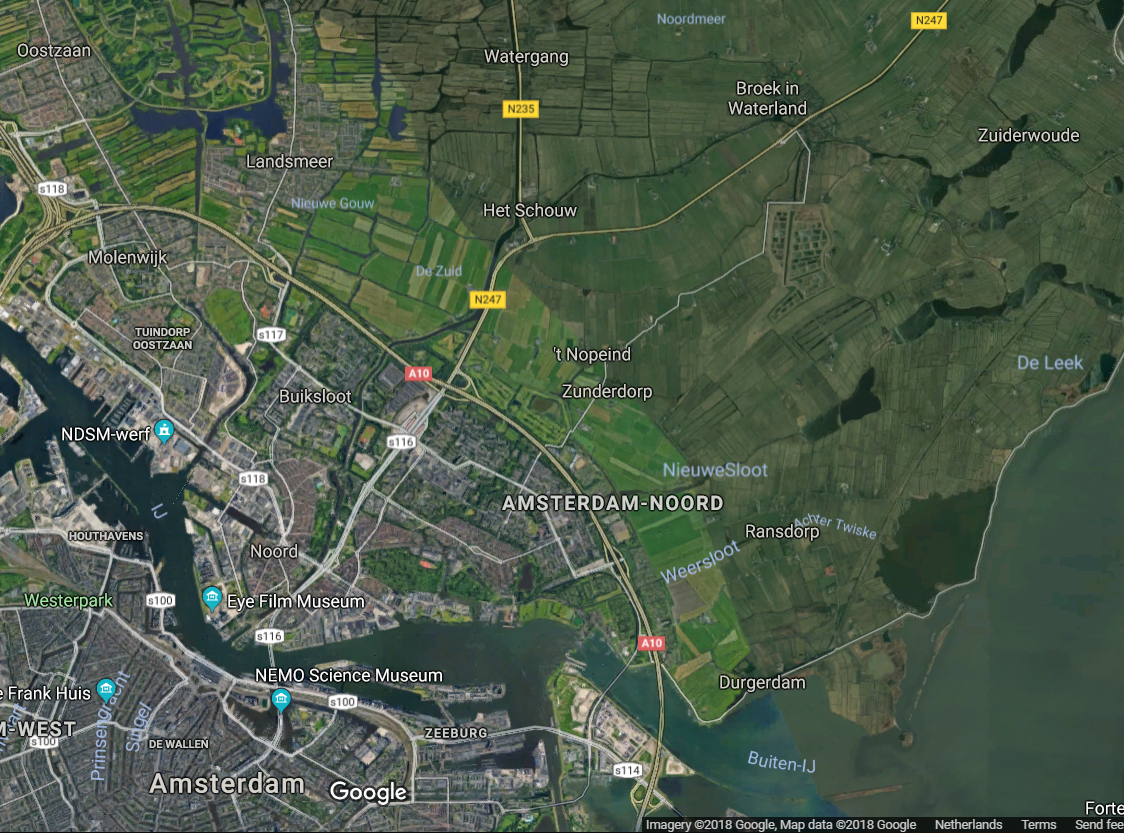 Noordmeer
N247
Oostzaan
Watergang
Broek in
Waterland
N235
Zuiderwoude
Landsmeer
s118
Nieuwe Gouw
Het Schouw
Molenwijk
De Zuid
N247
TUINDORP
OOSTZAAN
s117
't Nopeind
De Leek
A10
Zunderdorp
Buiksloot
NDSM-werf
s116
NieuweSloot
s118
AMSTERDAM-NOORD
IJ
Achter Twiske
Ransdorp
HOUTHAVENS
Noord
Weersloot
Westerpark
s100
Eye Film Museum
s116
A10
NEMO Science Museum
Durgerdam
e Frank Huis
s100
Prinsengracht
Singel
M-WEST
s100
DE WALLEN
ZEEBURG
Buiten-IJ
s114
Amsterdam
Google
Forte
Imagery ©2018 Google, Map data ©2018 Google Netherlands Terms Send fee